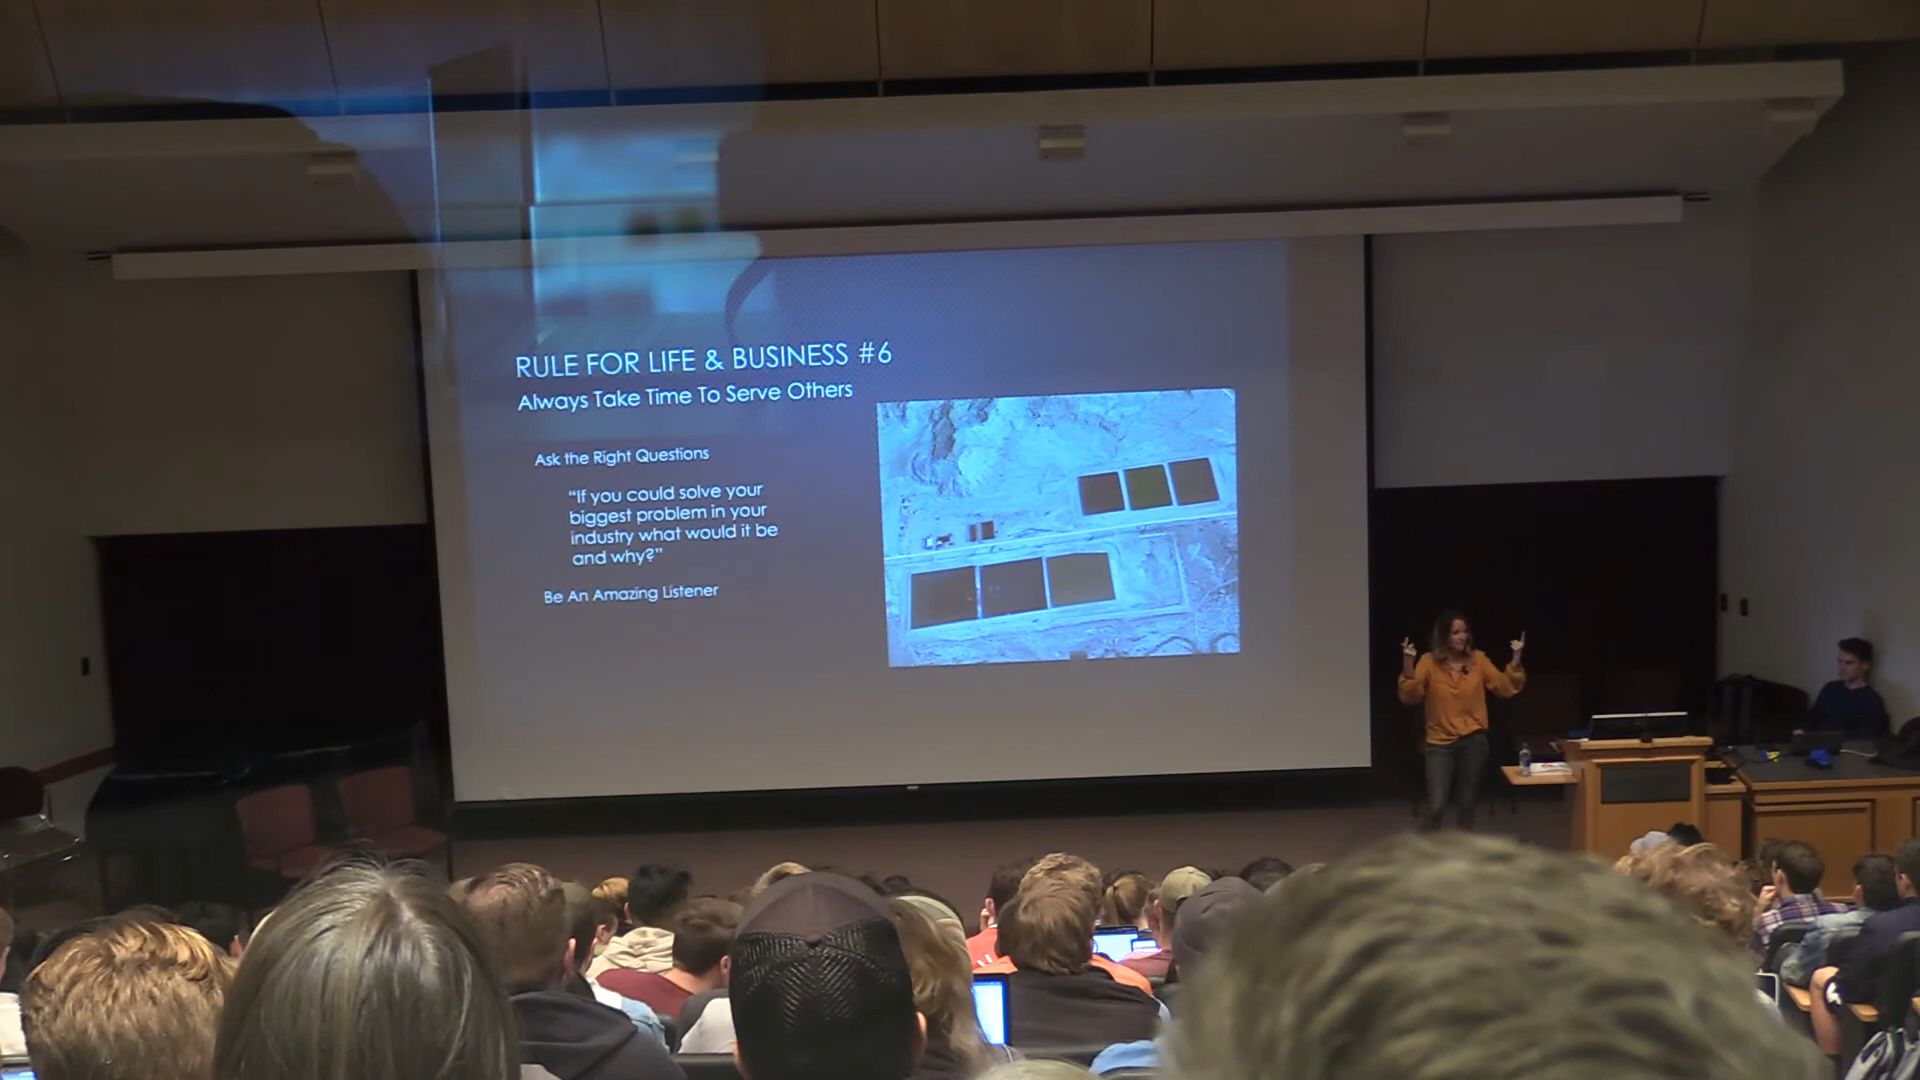 RULE FOR LIFE & BUSINESS #6
Always Take Time To Serve Others
Ask the Right Questions
“If you could solve your
biggest problem in your
industry what would it be
and why?”
Be An Amazing Listener